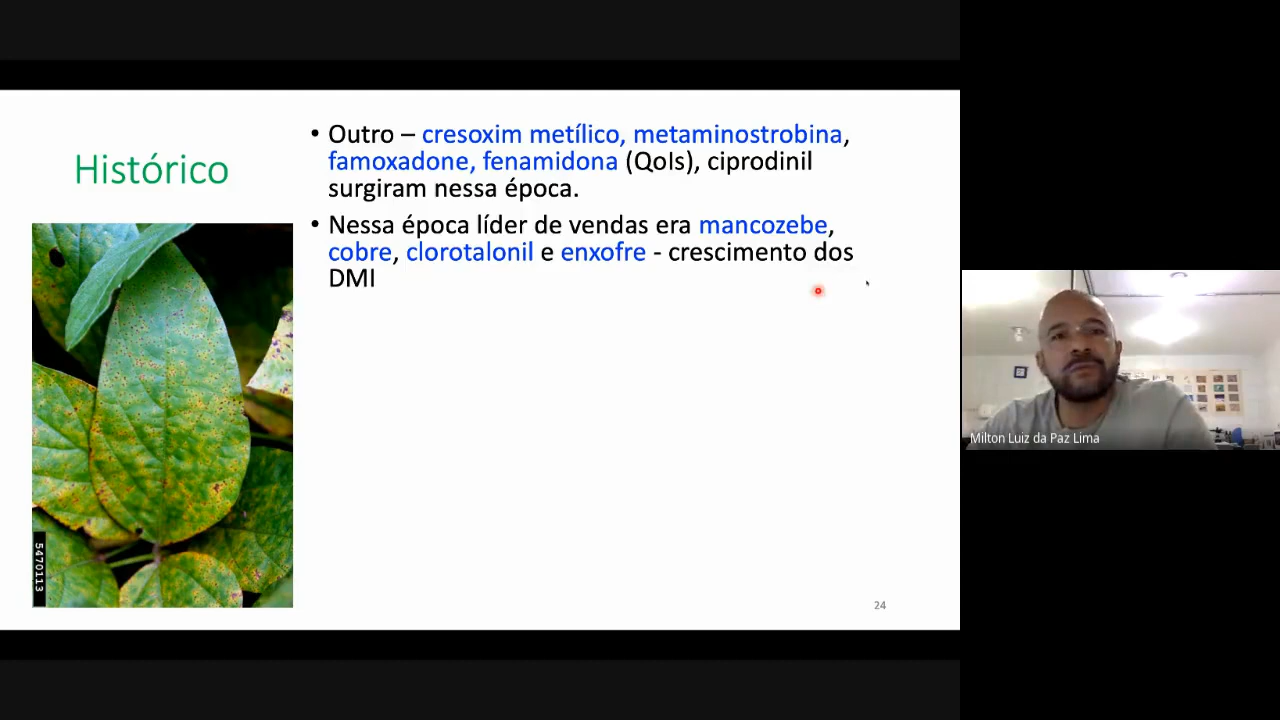 Histórico
• Outro – cresoxim metílico, metaminostrobina,
famoxadone, fenamidona (QoIs), ciprodinil
surgiram nessa época.
• Nessa época líder de vendas era mancozebe,
cobre, clorotalonil e enxofre - crescimento dos
DMI
5470113
24
Milton Luiz da Paz Lima